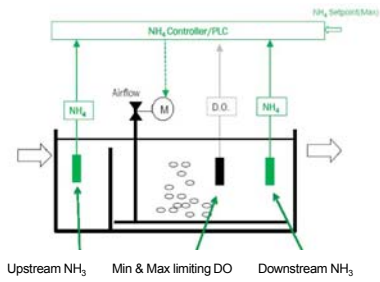 NH₄ Setpoint(Max)
NH₄ Controller/PLC
Airflow
NH₄
M
D.O.
NH₄
Upstream NH₃ Min & Max limiting DO Downstream NH₃